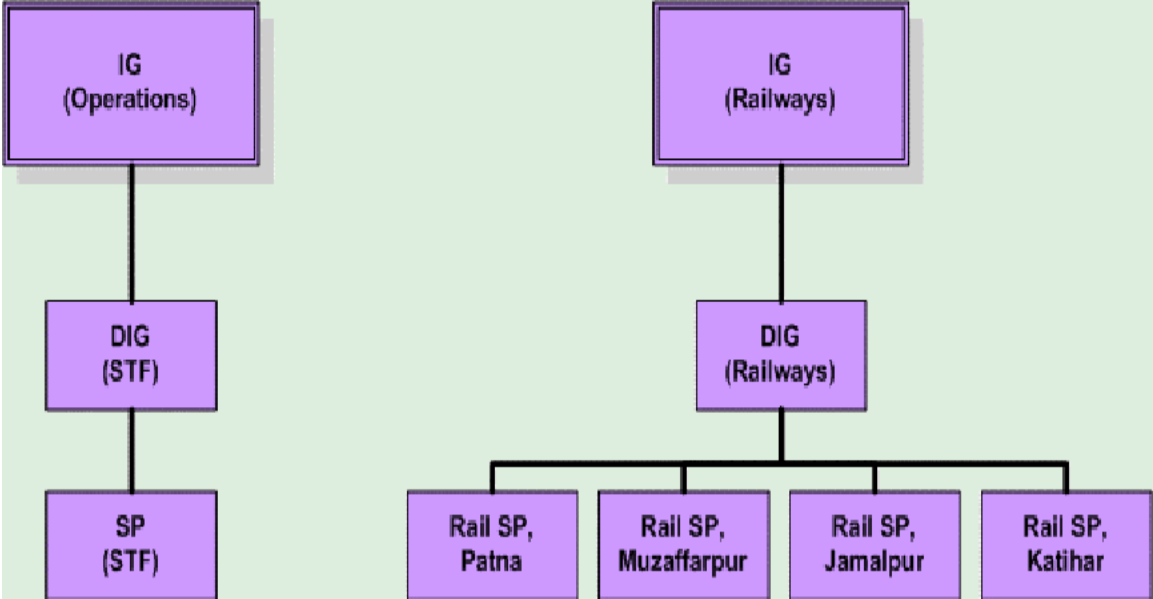 IG
(Operations)
IG
(Railways)
DIG
(STF)
DIG
(Railways)
SP
(STF)
Rail SP,
Patna
Rail SP,
Muzaffarpur
Rail SP,
Jamalpur
Rail SP,
Katihar